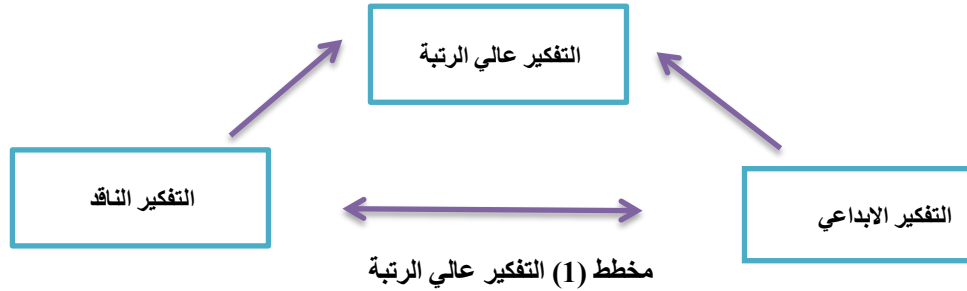 التفكير عالي الرتبة
التفكير الناقد
التفكير الابداعي
مخطط (1) التفكير عالي الرتبة